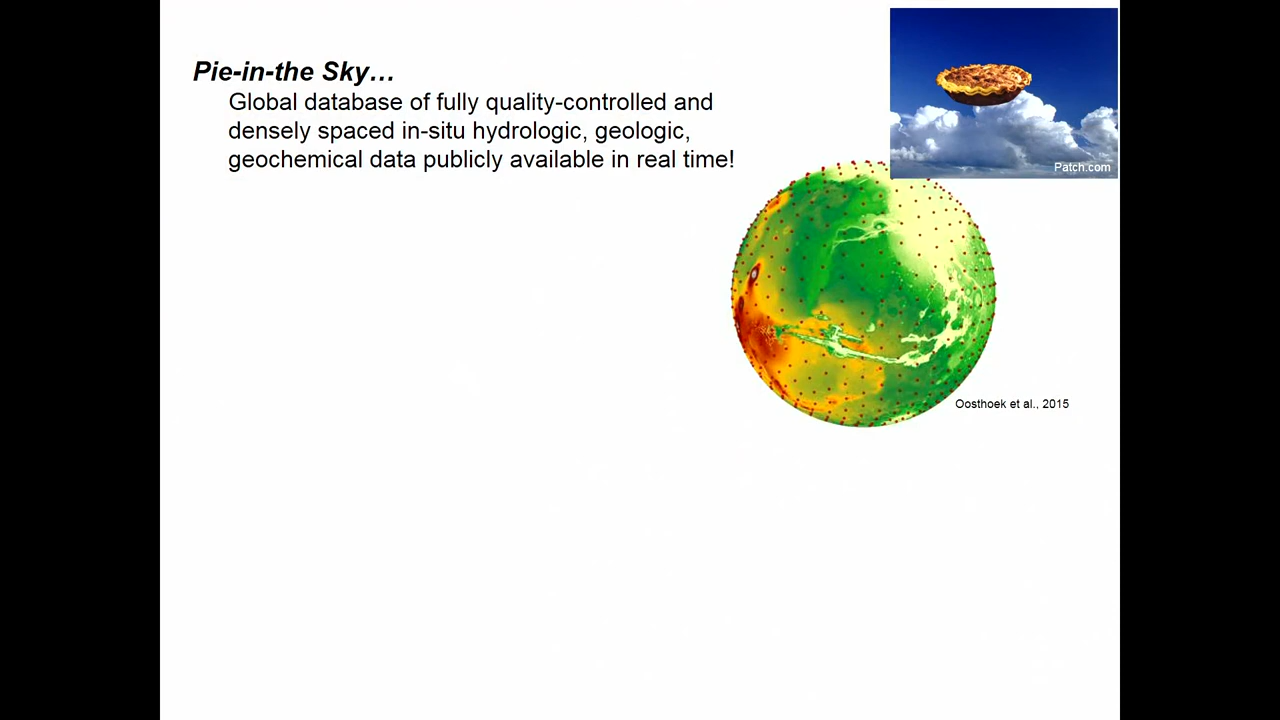 Pie-in-the Sky…
Global database of fully quality-controlled and
densely spaced in-situ hydrologic, geologic,
geochemical data publicly available in real time!
Patch.com
Oosthoek et al., 2015